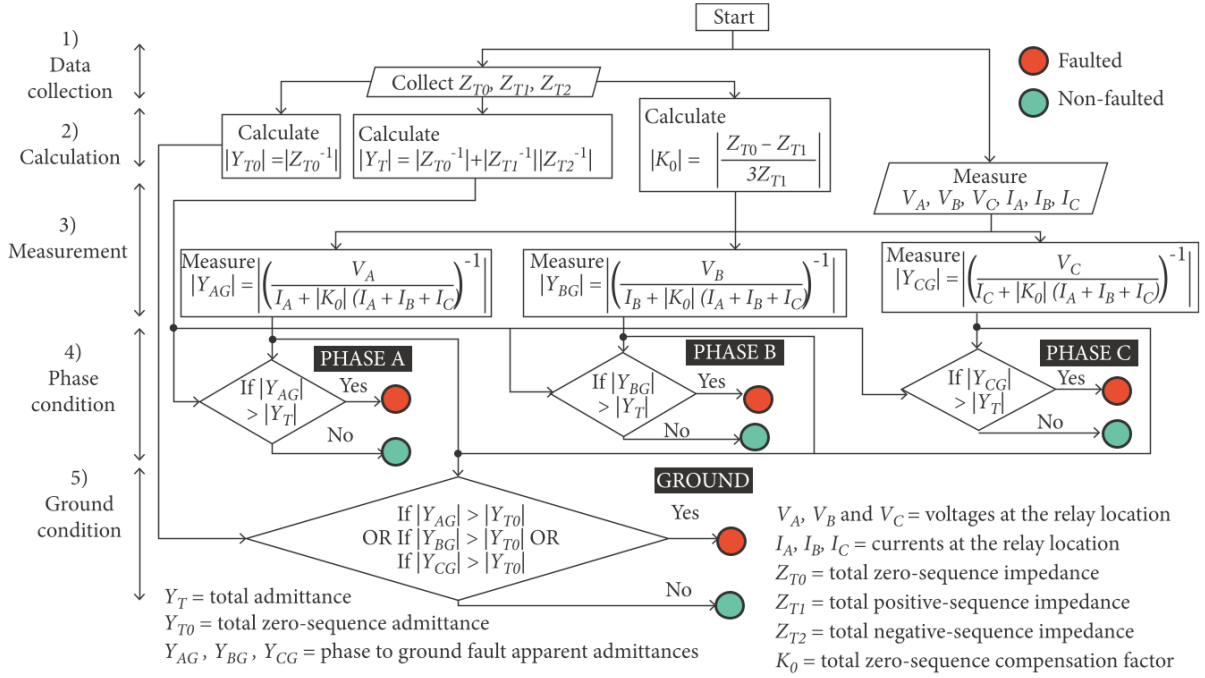 Start
1)
Data
collection
Faulted
Non-faulted
Collect Z_T0, Z_T1, Z_T2
2)
Calculation
Calculate
|Y_T0| = |Z_T0^-1|
Calculate
|Y_T| = |Z_T0^-1|+|Z_T1^-1||Z_T2^-1|
Calculate
|K_0| = |(Z_T0 − Z_T1)/(3Z_T1)|
Measure
V_A, V_B, V_C, I_A, I_B, I_C
3)
Measurement
Measure
|Y_AG| = |(V_A/(I_A + |K_0| (I_A + I_B + I_C)))^-1|
Measure
|Y_BG| = |(V_B/(I_B + |K_0| (I_A + I_B + I_C)))^-1|
Measure
|Y_CG| = |(V_C/(I_C + |K_0| (I_A + I_B + I_C)))^-1|
4)
Phase
condition
PHASE A
If |Y_AG|
> |Y_T|
Yes
No
PHASE B
If |Y_BG|
> |Y_T|
Yes
No
PHASE C
If |Y_CG|
> |Y_T|
Yes
No
5)
Ground
condition
GROUND
If |Y_AG| > |Y_T0|
OR If |Y_BG| > |Y_T0| OR
If |Y_CG| > |Y_T0|
Yes
No
Y_T = total admittance
Y_T0 = total zero-sequence admittance
Y_AG , Y_BG , Y_CG = phase to ground fault apparent admittances
V_A, V_B and V_C = voltages at the relay location
I_A, I_B, I_C = currents at the relay location
Z_T0 = total zero-sequence impedance
Z_T1 = total positive-sequence impedance
Z_T2 = total negative-sequence impedance
K_0 = total zero-sequence compensation factor